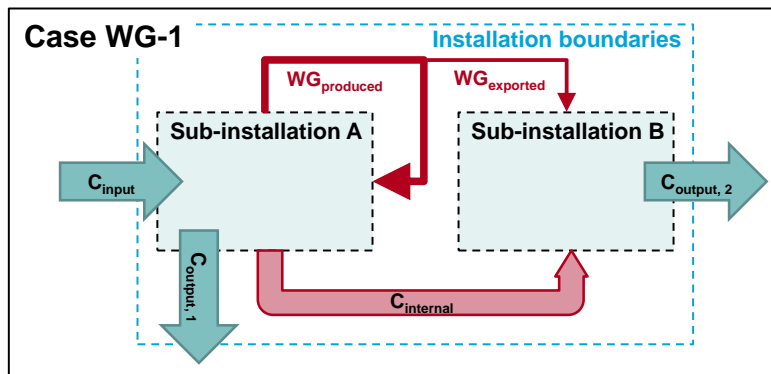 Case WG-1
Installation boundaries
WGproduced
WGexported
Sub-installation A
Sub-installation B
Cinput
Coutput, 2
Coutput, 1
Cinternal